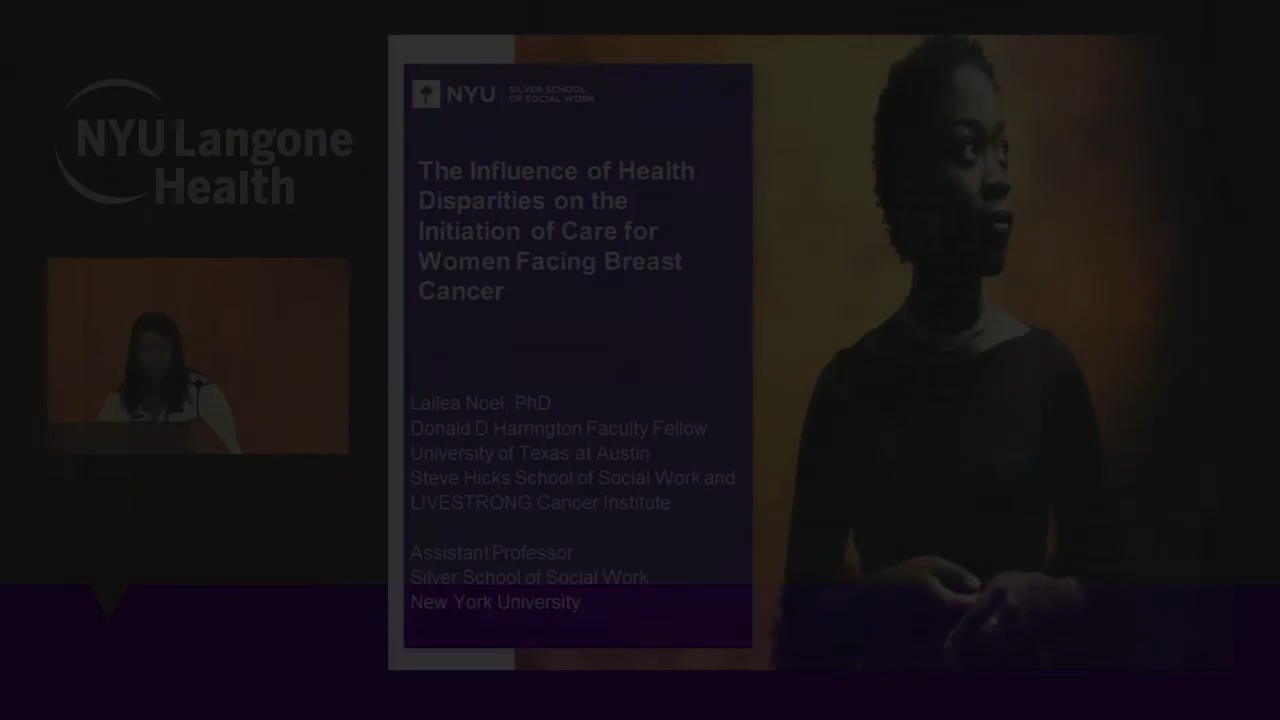 NYU Langone
Health
NYU
SILVER SCHOOL
OF SOCIAL WORK
The Influence of Health
Disparities on the
Initiation of Care for
Women Facing Breast
Cancer
Lailea Noel, PhD
Donald D Harrington Faculty Fellow
University of Texas at Austin
Steve Hicks School of Social Work and
LIVESTRONG Cancer Institute
Assistant Professor
Silver School of Social Work
New York University